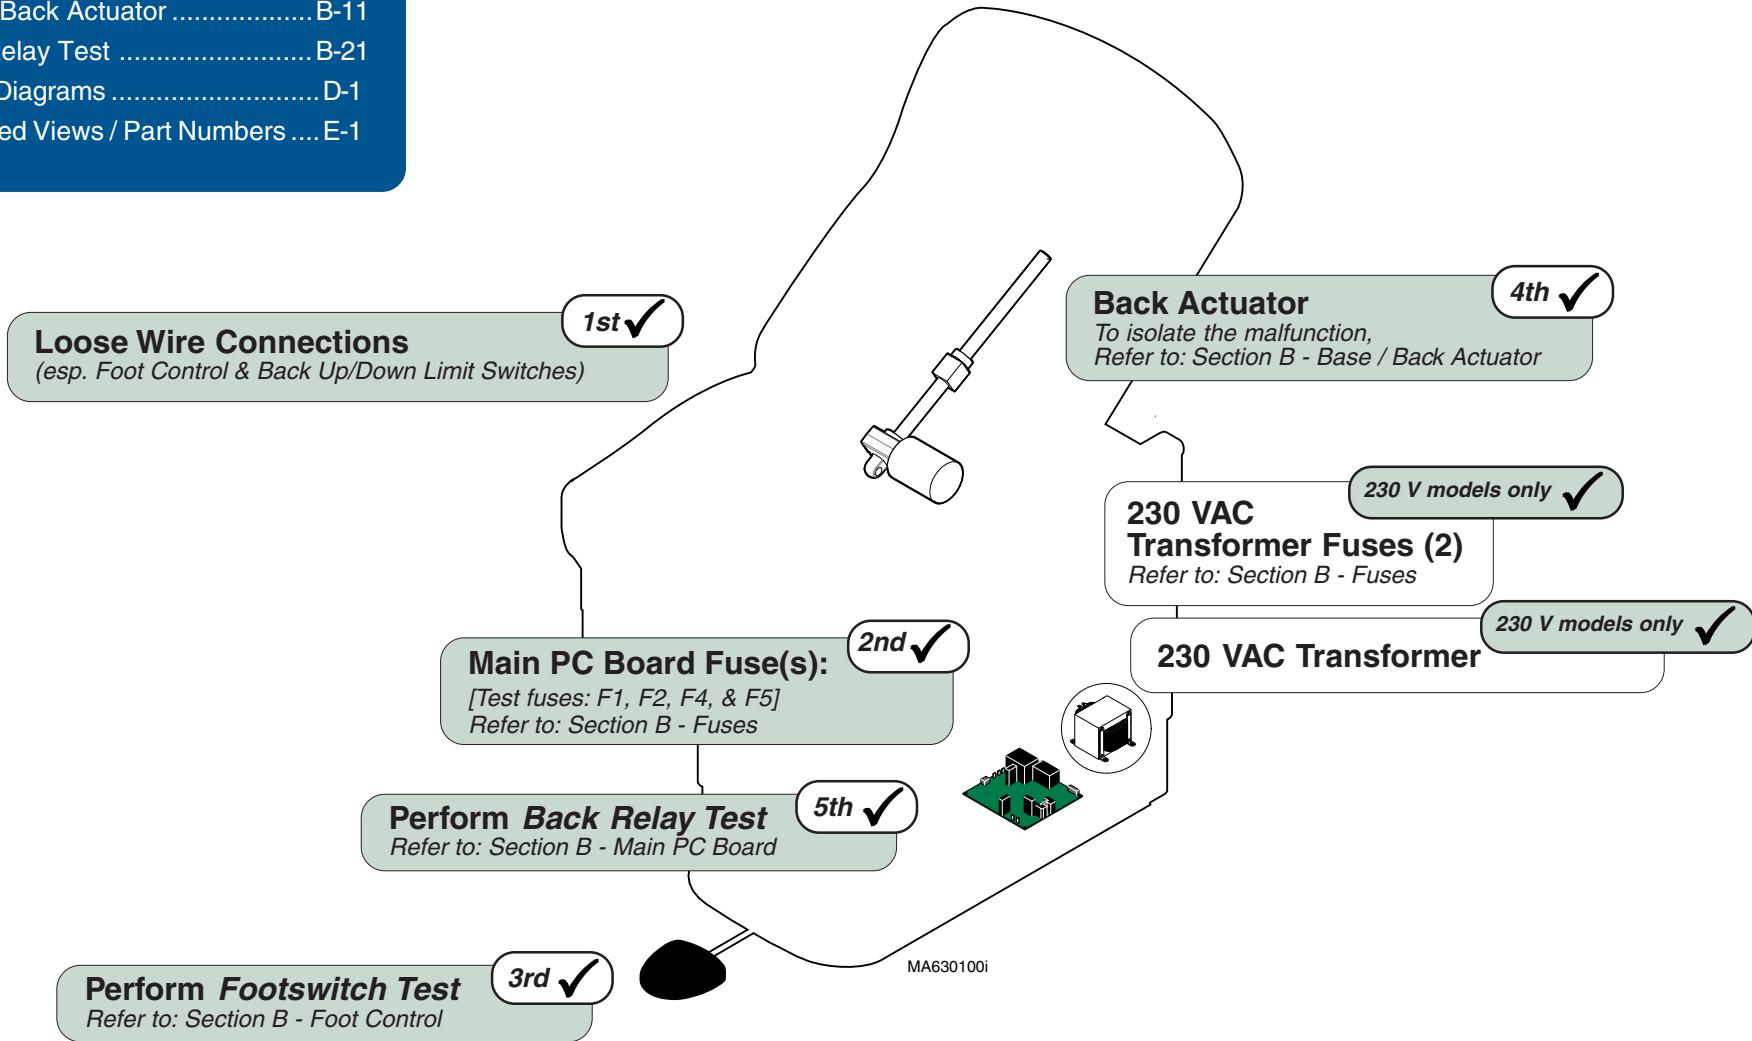 Back Actuator ................... B-11
Relay Test .......................... B-21
Diagrams ............................ D-1
ed Views / Part Numbers .... E-1
1st
Loose Wire Connections
(esp. Foot Control & Back Up/Down Limit Switches)
4th
Back Actuator
To isolate the malfunction,
Refer to: Section B - Base / Back Actuator
230 V models only
230 VAC
Transformer Fuses (2)
Refer to: Section B - Fuses
230 V models only
230 VAC Transformer
2nd
Main PC Board Fuse(s):
[Test fuses: F1, F2, F4, & F5]
Refer to: Section B - Fuses
5th
Perform Back Relay Test
Refer to: Section B - Main PC Board
MA630100i
3rd
Perform Footswitch Test
Refer to: Section B - Foot Control